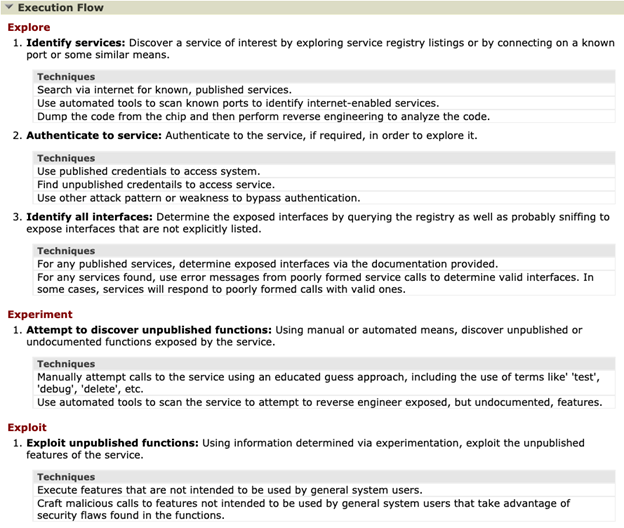 Execution Flow
Explore
1. Identify services: Discover a service of interest by exploring service registry listings or by connecting on a known
port or some similar means.
Techniques
Search via internet for known, published services.
Use automated tools to scan known ports to identify internet-enabled services.
Dump the code from the chip and then perform reverse engineering to analyze the code.
2. Authenticate to service: Authenticate to the service, if required, in order to explore it.
Techniques
Use published credentials to access system.
Find unpublished credentails to access service.
Use other attack pattern or weakness to bypass authentication.
3. Identify all interfaces: Determine the exposed interfaces by querying the registry as well as probably sniffing to
expose interfaces that are not explicitly listed.
Techniques
For any published services, determine exposed interfaces via the documentation provided.
For any services found, use error messages from poorly formed service calls to determine valid interfaces. In
some cases, services will respond to poorly formed calls with valid ones.
Experiment
1. Attempt to discover unpublished functions: Using manual or automated means, discover unpublished or
undocumented functions exposed by the service.
Techniques
Manually attempt calls to the service using an educated guess approach, including the use of terms like' 'test',
'debug', 'delete', etc.
Use automated tools to scan the service to attempt to reverse engineer exposed, but undocumented, features.
Exploit
1. Exploit unpublished functions: Using information determined via experimentation, exploit the unpublished
features of the service.
Techniques
Execute features that are not intended to be used by general system users.
Craft malicious calls to features not intended to be used by general system users that take advantage of
security flaws found in the functions.